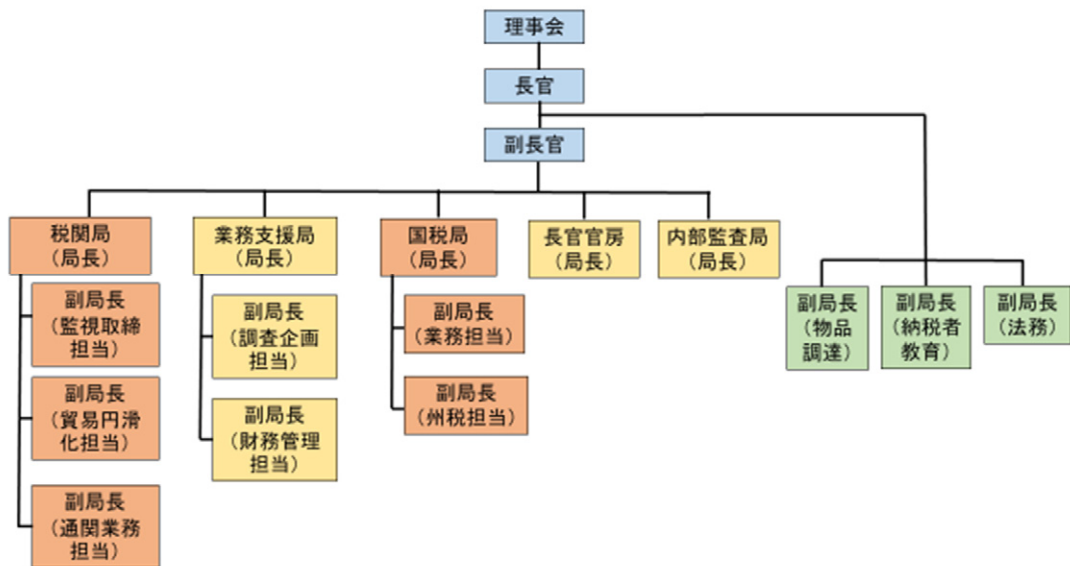 理事会
長官
副長官
税関局
（局長）
副局長
（監視取締
担当）
副局長
（貿易円滑
化担当）
副局長
（通関業務
担当）
業務支援局
（局長）
副局長
（調査企画
担当）
副局長
（財務管理
担当）
国税局
（局長）
副局長
（業務担当）
副局長
（州税担当）
長官官房
（局長）
内部監査局
（局長）
副局長
（物品
調達）
副局長
（納税者
教育）
副局長
（法務）